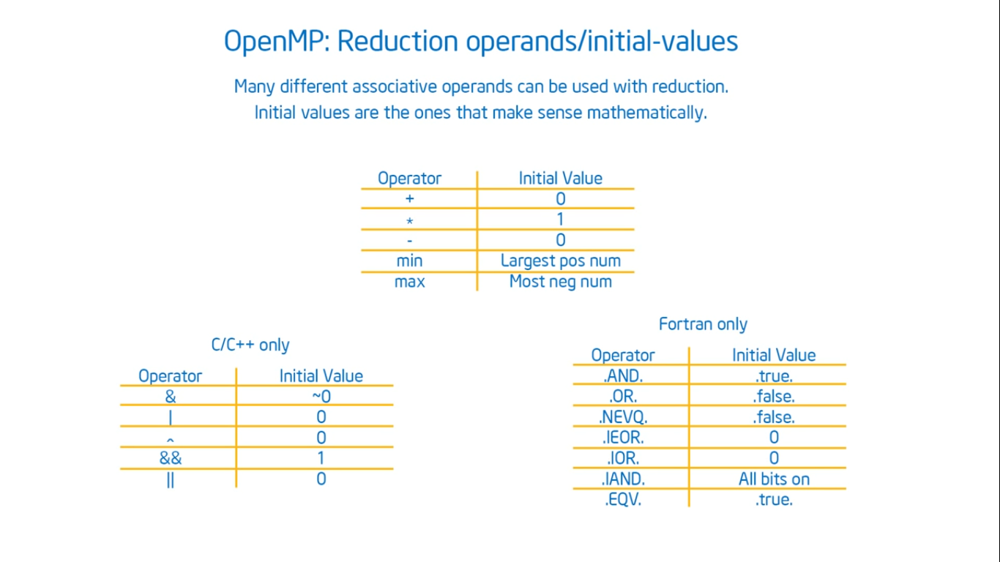 OpenMP: Reduction operands/initial-values
Many different associative operands can be used with reduction.
Initial values are the ones that make sense mathematically.
Operator Initial Value
+ 0
* 1
- 0
min Largest pos num
max Most neg num
C/C++ only
Operator Initial Value
& ~0
| 0
^ 0
&& 1
|| 0
Fortran only
Operator Initial Value
.AND. .true.
.OR. .false.
.NEVQ. .false.
.IEOR. 0
.IOR. 0
.IAND. All bits on
.EQV. .true.